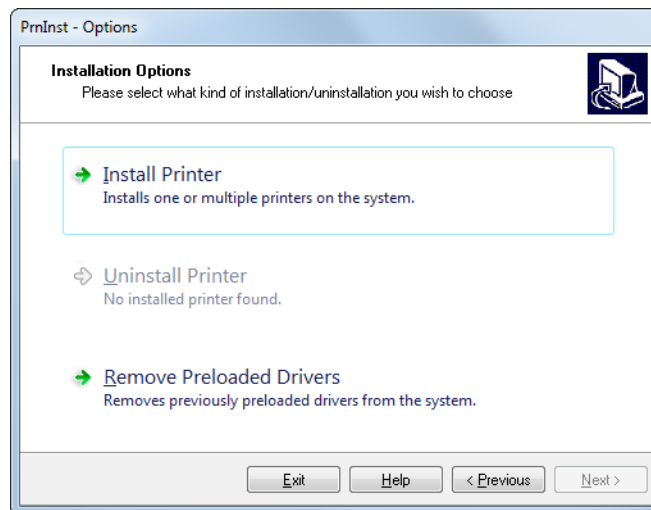 PrnInst - Options
Installation Options
Please select what kind of installation/uninstallation you wish to choose
Install Printer
Installs one or multiple printers on the system.
Uninstall Printer
No installed printer found.
Remove Preloaded Drivers
Removes previously preloaded drivers from the system.
Exit Help < Previous Next >